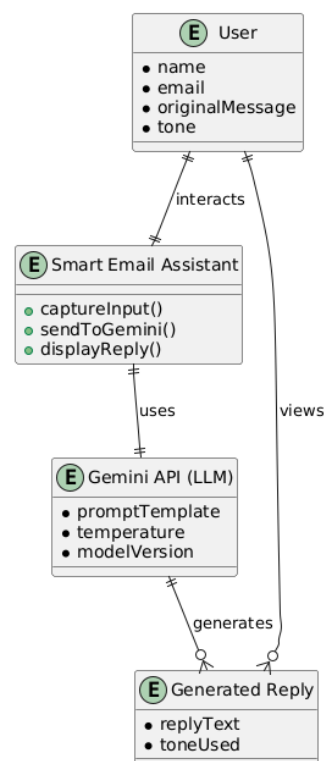 E User
name
email
originalMessage
tone
interacts
E Smart Email Assistant
captureInput()
sendToGemini()
displayReply()
uses
views
E Gemini API (LLM)
promptTemplate
temperature
modelVersion
generates
E Generated Reply
replyText
toneUsed